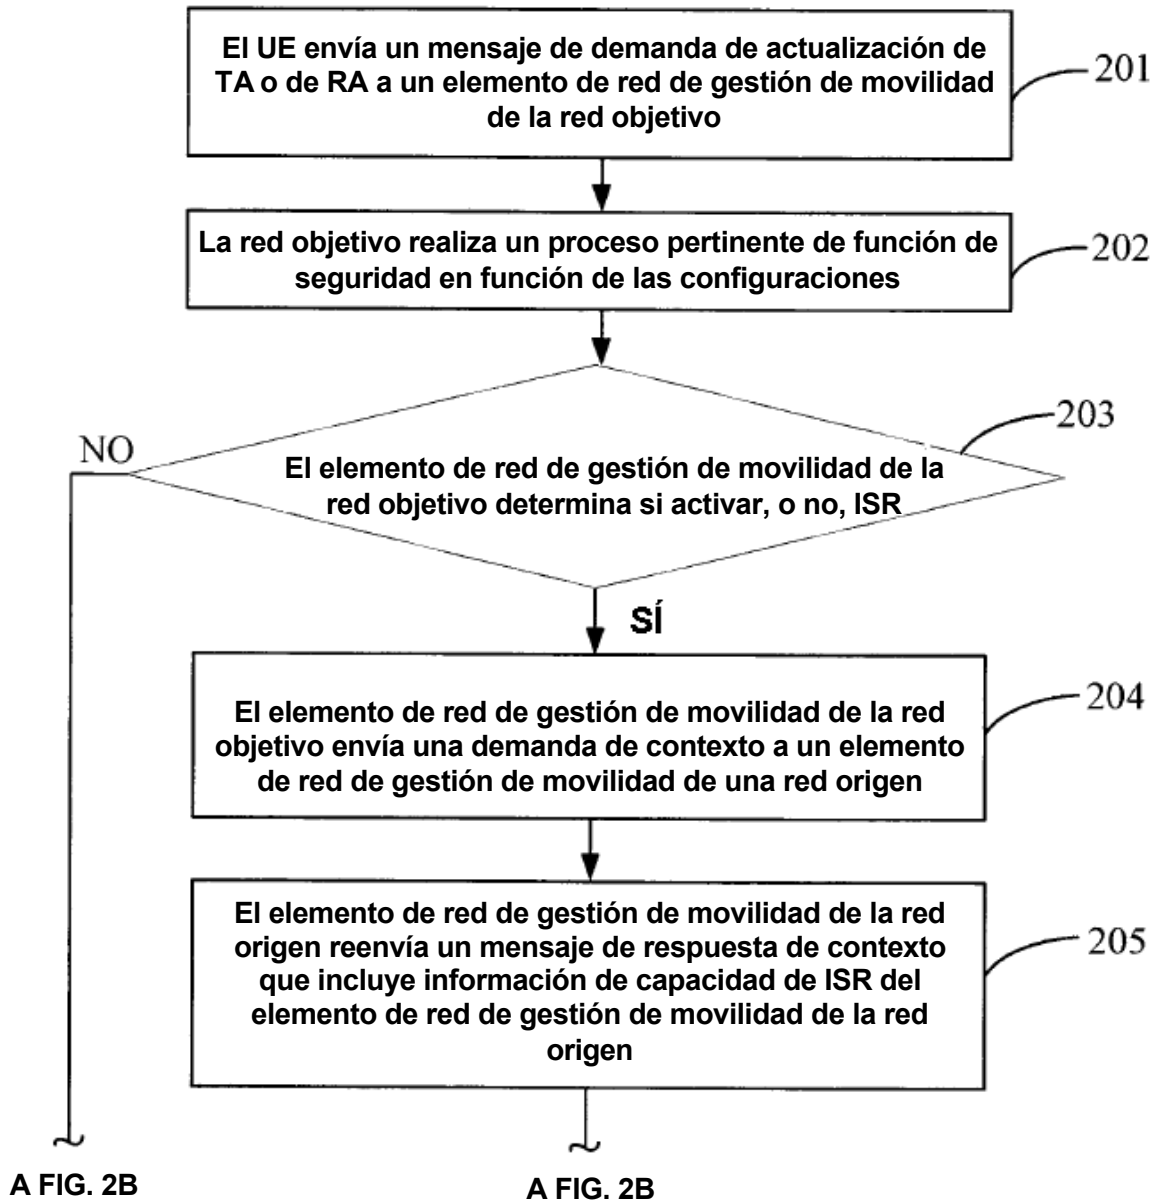 El UE envía un mensaje de demanda de actualización de
TA o de RA a un elemento de red de gestión de movilidad
de la red objetivo
201
La red objetivo realiza un proceso pertinente de función de
seguridad en función de las configuraciones
202
203
NO
El elemento de red de gestión de movilidad de la
red objetivo determina si activar, o no, ISR
SÍ
El elemento de red de gestión de movilidad de la red
objetivo envía una demanda de contexto a un elemento
de red de gestión de movilidad de una red origen
204
El elemento de red de gestión de movilidad de la red
origen reenvía un mensaje de respuesta de contexto
que incluye información de capacidad de ISR del
elemento de red de gestión de movilidad de la red
origen
205
A FIG. 2B
A FIG. 2B